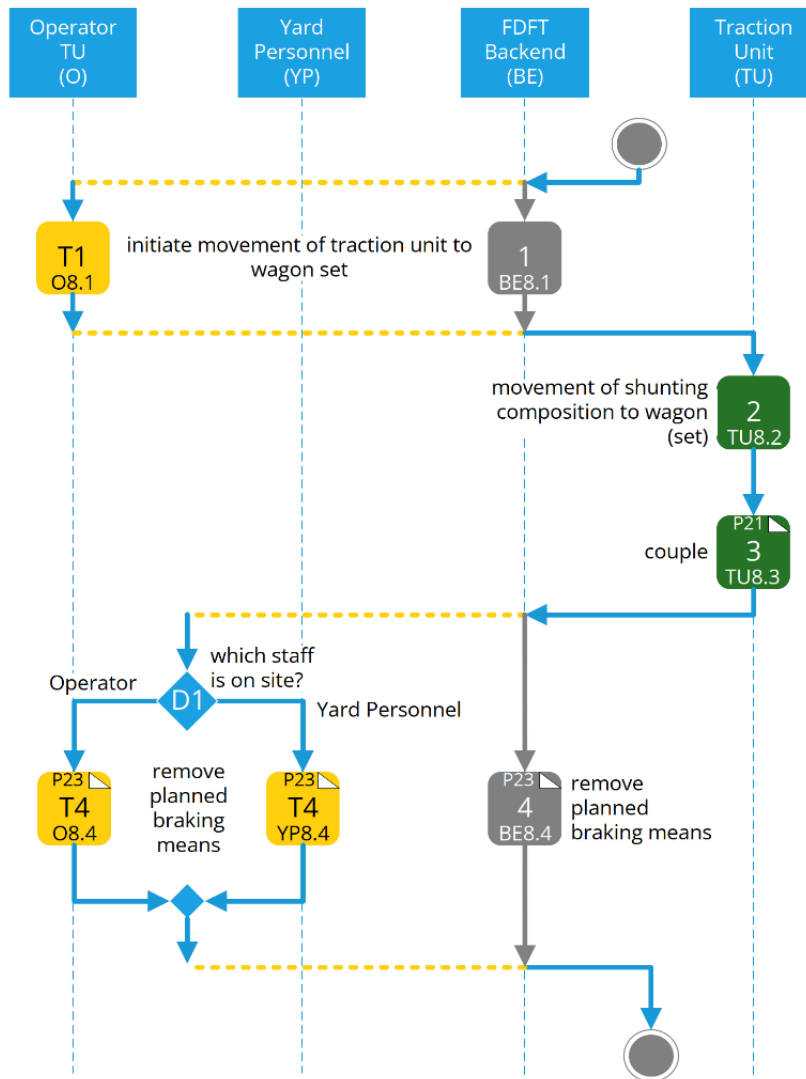 Operator
TU
(O)
Yard
Personnel
(YP)
FDFT
Backend
(BE)
Traction
Unit
(TU)
T1
O8.1
initiate movement of traction unit to
wagon set
1
BE8.1
movement of shunting
composition to wagon
(set)
2
TU8.2
couple
P21
3
TU8.3
which staff
is on site?
Operator
D1
Yard Personnel
P23
T4
O8.4
remove
planned
braking
means
P23
T4
YP8.4
P23
4
BE8.4
remove
planned
braking means